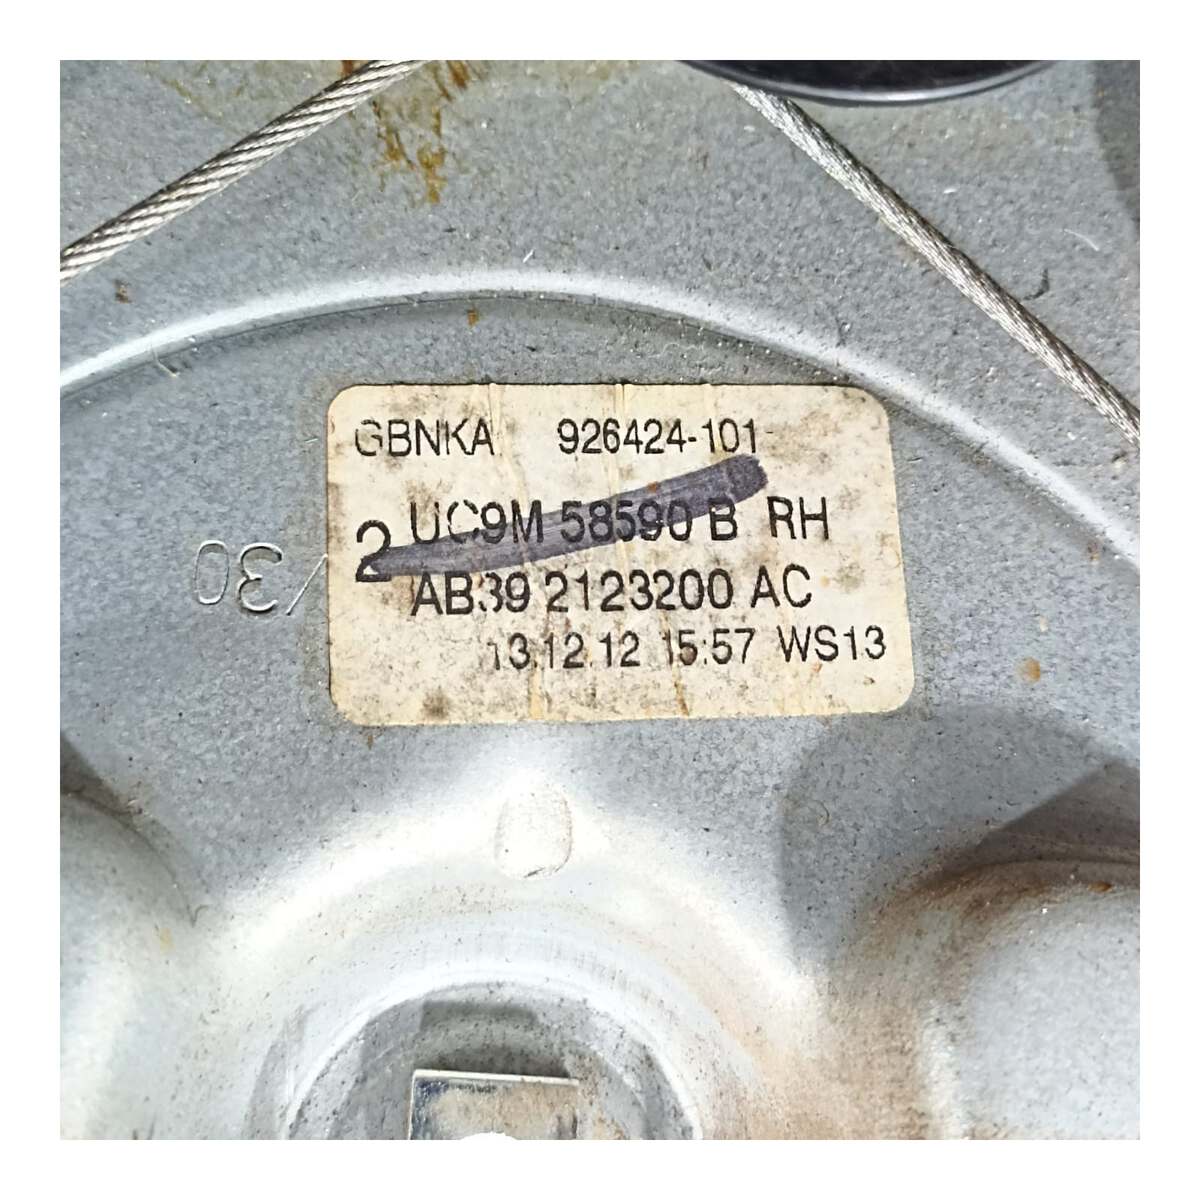 GBNKA 926424-101
2 UC9M 58590 B RH
AB39 2123200 AC
13.12.12 15:57 WS13
/30